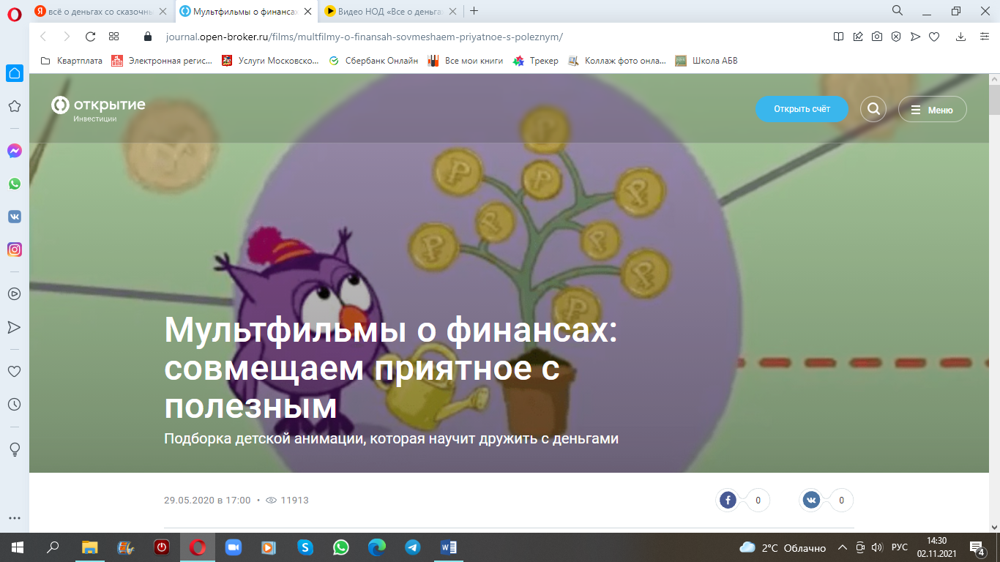 всё о деньгах со сказочны
Мультфильмы о финансах
Видео НОД «Все о деньга
journal.open-broker.ru/films/multfilmy-o-finansah-sovmeshaem-priyatnoe-s-poleznym/
Квартплата
Электронная регис...
Услуги Московско...
Сбербанк Онлайн
Все мои книги
Трекер
Коллаж фото онла...
Школа АБВ
открытие
Инвестиции
Открыть счёт
Меню
Мультфильмы о финансах:
совмещаем приятное с
полезным
Подборка детской анимации, которая научит дружить с деньгами
29.05.2020 в 17:00 • 11913
0
0
2°C Облачно
РУС
14:30
02.11.2021
4